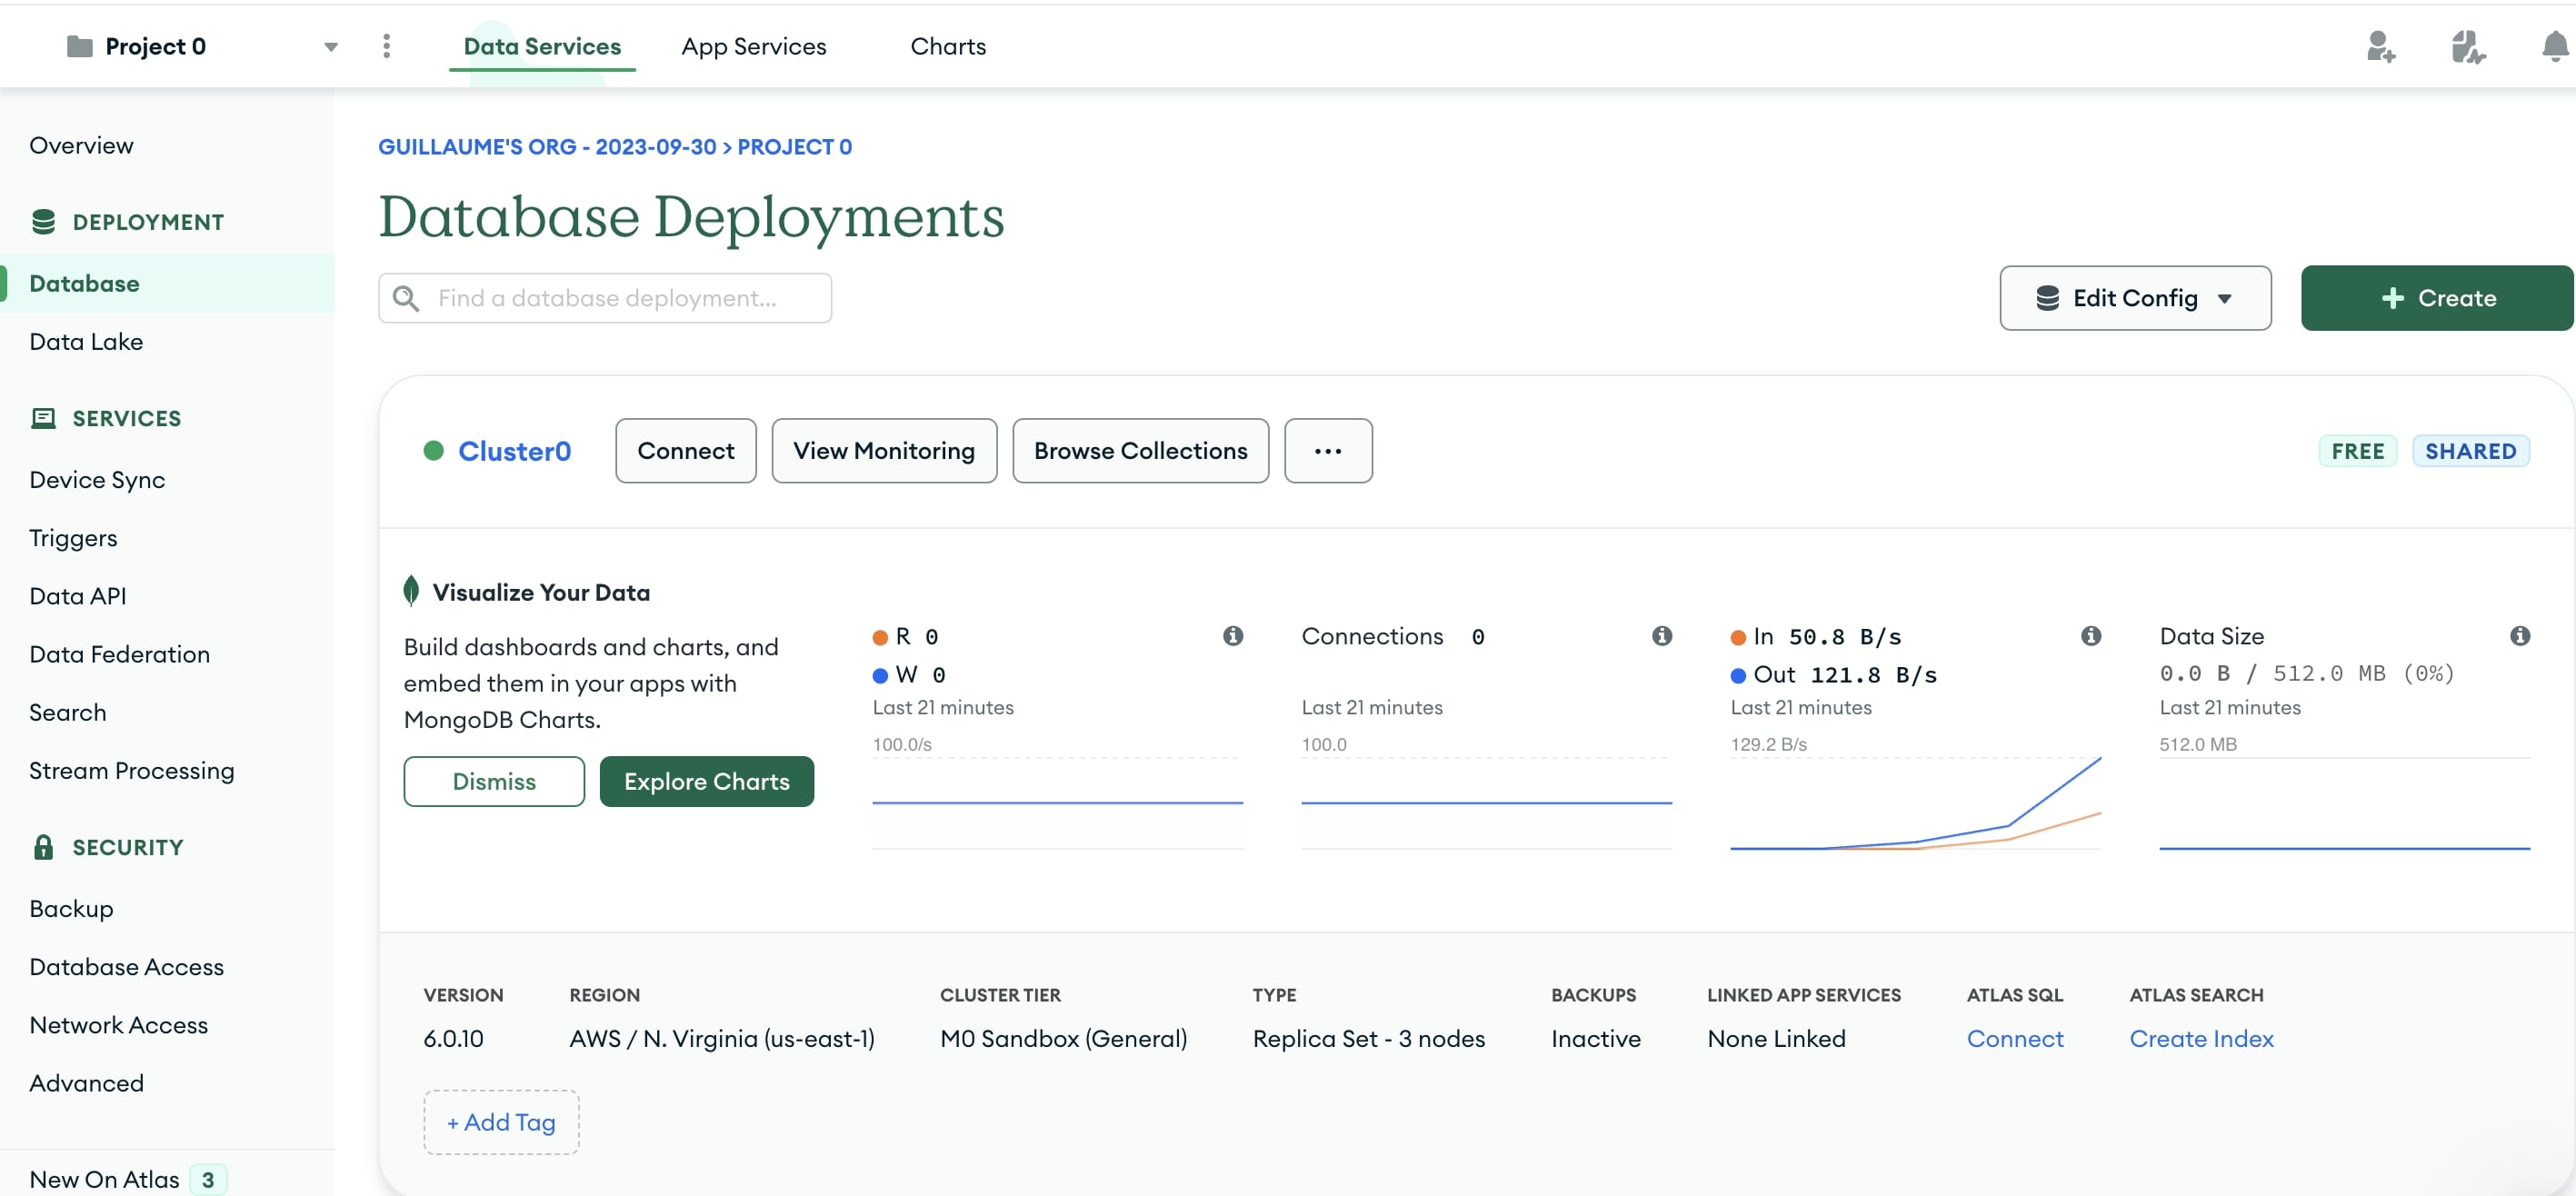 Project 0
Data Services
App Services
Charts
Overview
DEPLOYMENT
Database
Data Lake
SERVICES
Device Sync
Triggers
Data API
Data Federation
Search
Stream Processing
SECURITY
Backup
Database Access
Network Access
Advanced
New On Atlas 3
GUILLAUME'S ORG - 2023-09-30 > PROJECT 0
Database Deployments
Find a database deployment...
Edit Config
+ Create
Cluster0
Connect
View Monitoring
Browse Collections
...
FREE
SHARED
Visualize Your Data
Build dashboards and charts, and
embed them in your apps with
MongoDB Charts.
Dismiss
Explore Charts
R 0
W 0
Last 21 minutes
100.0/s
Connections 0
Last 21 minutes
100.0
In 50.8 B/s
Out 121.8 B/s
Last 21 minutes
129.2 B/s
Data Size
0.0 B / 512.0 MB (0%)
Last 21 minutes
512.0 MB
VERSION
6.0.10
REGION
AWS / N. Virginia (us-east-1)
CLUSTER TIER
M0 Sandbox (General)
TYPE
Replica Set - 3 nodes
BACKUPS
Inactive
LINKED APP SERVICES
None Linked
ATLAS SQL
Connect
ATLAS SEARCH
Create Index
+ Add Tag